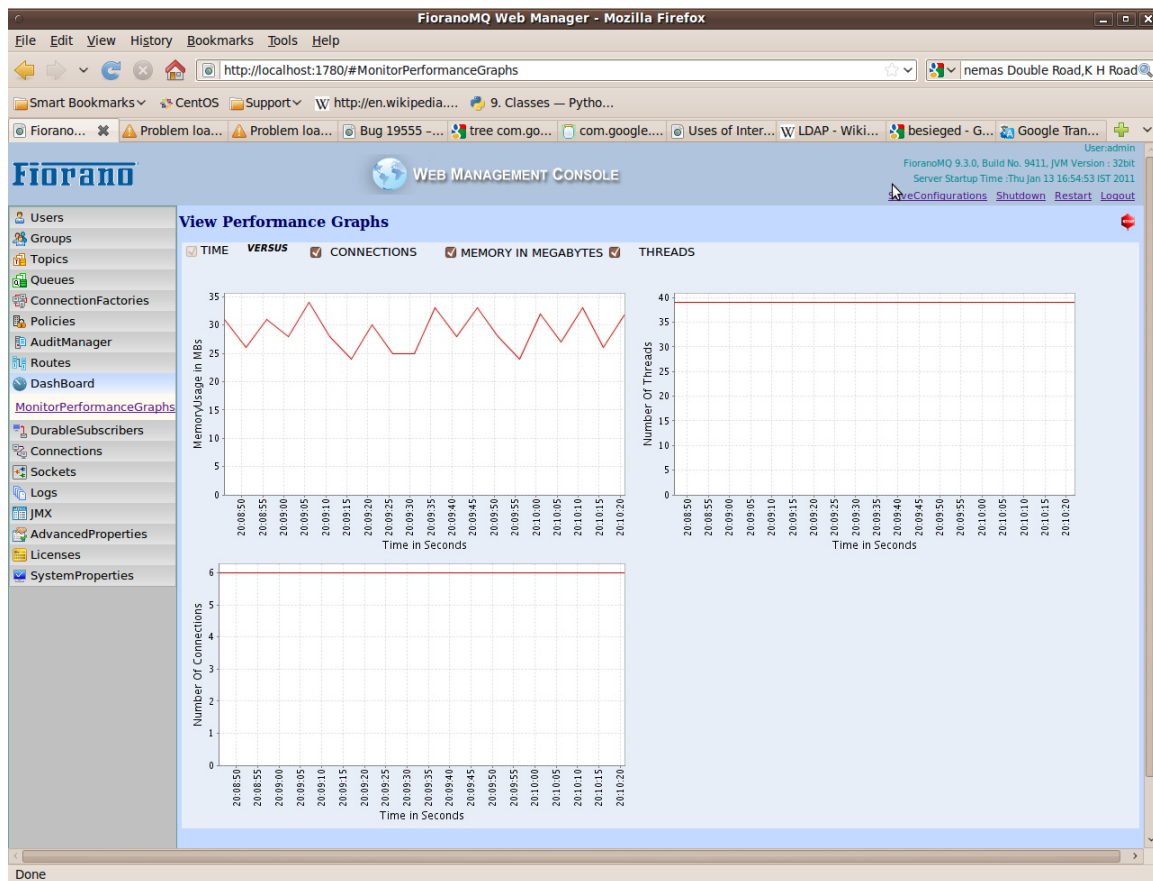 FioranoMQ Web Manager - Mozilla Firefox
File Edit View History Bookmarks Tools Help
http://localhost:1780/#MonitorPerformanceGraphs
nemas Double Road,K H Road
Smart Bookmarks CentOS Support http://en.wikipedia.... 9. Classes — Pytho...
Fiorano... Problem loa... Problem loa... Bug 19555 –... tree com.go... com.google.... Uses of Inter... LDAP - Wiki... besieged - G... Google Tran...
User:admin
Fiorano
WEB MANAGEMENT CONSOLE
FioranoMQ 9.3.0, Build No. 9411, JVM Version : 32bit
Server Startup Time :Thu Jan 13 16:54:53 IST 2011
SaveConfigurations Shutdown Restart Logout
Users
Groups
Topics
Queues
ConnectionFactories
Policies
AuditManager
Routes
DashBoard
MonitorPerformanceGraphs
DurableSubscribers
Connections
Sockets
Logs
JMX
AdvancedProperties
Licenses
SystemProperties
View Performance Graphs
TIME VERSUS CONNECTIONS MEMORY IN MEGABYTES THREADS
MemoryUsage in MBs
35
30
25
20
15
10
5
0
20:08:50 20:08:55 20:09:00 20:09:05 20:09:10 20:09:15 20:09:20 20:09:25 20:09:30 20:09:35 20:09:40 20:09:45 20:09:50 20:09:55 20:10:00 20:10:05 20:10:10 20:10:15 20:10:20
Time in Seconds
Number Of Threads
40
35
30
25
20
15
10
5
0
20:08:50 20:08:55 20:09:00 20:09:05 20:09:10 20:09:15 20:09:20 20:09:25 20:09:30 20:09:35 20:09:40 20:09:45 20:09:50 20:09:55 20:10:00 20:10:05 20:10:10 20:10:15 20:10:20
Time in Seconds
Number Of Connections
6
5
4
3
2
1
0
20:08:50 20:08:55 20:09:00 20:09:05 20:09:10 20:09:15 20:09:20 20:09:25 20:09:30 20:09:35 20:09:40 20:09:45 20:09:50 20:09:55 20:10:00 20:10:05 20:10:10 20:10:15 20:10:20
Time in Seconds
Done